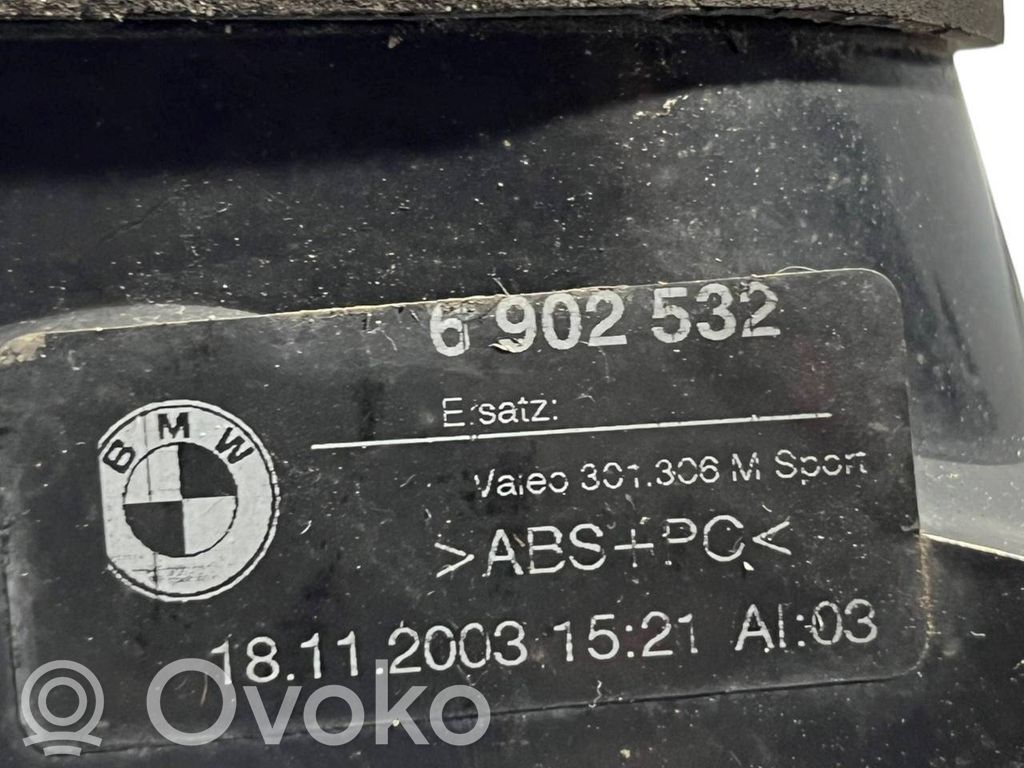 6 902 532
Ersatz:
BMW
Valeo 301.306 M Sport
>ABS+PC<
18.11.2003 15:21 AI:03
Ovoko